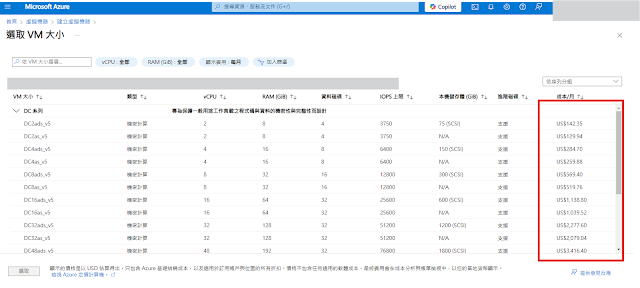 Microsoft Azure
搜尋資源、服務及文件 (G+/)
Copilot
首頁 > 虛擬機器 > 建立虛擬機器 >
選取 VM 大小
依 VM 大小搜尋...
vCPU : 全部
RAM (GiB) : 全部
顯示費用 : 每月
加入篩選
依序列分組
VM 大小 ↑↓ 類型 ↑↓ vCPU ↑↓ RAM (GiB) ↑↓ 資料磁碟 ↑↓ IOPS 上限 ↑↓ 本機儲存體 (GiB) ↑↓ 進階磁碟 ↑↓ 成本/月 ↑↓
DC 系列 專為保護一般用途工作負載之程式碼與資料的機密性與完整性而設計
DC2ads_v5 機密計算 2 8 4 3750 75 (SCSI) 支援 US$142.35
DC2as_v5 機密計算 2 8 4 3750 N/A 支援 US$129.94
DC4ads_v5 機密計算 4 16 8 6400 150 (SCSI) 支援 US$284.70
DC4as_v5 機密計算 4 16 8 6400 N/A 支援 US$259.88
DC8ads_v5 機密計算 8 32 16 12800 300 (SCSI) 支援 US$569.40
DC8as_v5 機密計算 8 32 16 12800 N/A 支援 US$519.76
DC16ads_v5 機密計算 16 64 32 25600 600 (SCSI) 支援 US$1,138.80
DC16as_v5 機密計算 16 64 32 25600 N/A 支援 US$1,039.52
DC32ads_v5 機密計算 32 128 32 51200 1200 (SCSI) 支援 US$2,277.60
DC32as_v5 機密計算 32 128 32 51200 N/A 支援 US$2,079.04
DC48ads_v5 機密計算 48 192 32 76800 1800 (SCSI) 支援 US$3,416.40
選取
顯示的價格是以 USD 估算得出，只包含 Azure 基礎結構成本，以及適用於訂用帳戶與位置的所有折扣。價格不包含任何適用的軟體成本。最終費用會在成本分析與帳單檢視中，以您的當地貨幣顯示。
檢視 Azure 定價計算機。
提供意見反應